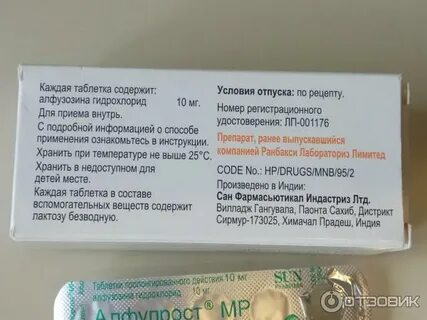 Каждая таблетка содержит:
алфузозина гидрохлорид 10 мг.
Для приема внутрь.
С подробной информацией о способе
применения ознакомьтесь в инструкции.
Хранить при температуре не выше 25°С.
Хранить в недоступном для
детей месте.
Каждая таблетка в составе
вспомогательных веществ содержит
лактозу безводную.
Условия отпуска: по рецепту.
Номер регистрационного
удостоверения: ЛП-001176
Препарат, ранее выпускавшийся
компанией Ранбакси Лабораториз Лимитед
CODE No.: HP/DRUGS/MNB/95/2
Произведено в Индии:
Сан Фармасьютикал Индастриз Лтд.
Вилладж Гангувала, Паонта Сахиб, Дистрикт
Сирмур-173025, Химачал Прадеш, Индия
Таблетки пролонгированного действия 10 мг
алфузозина гидрохлорид 10 мг.
SUN
Алфупрост® МР
ОТЗОВИК